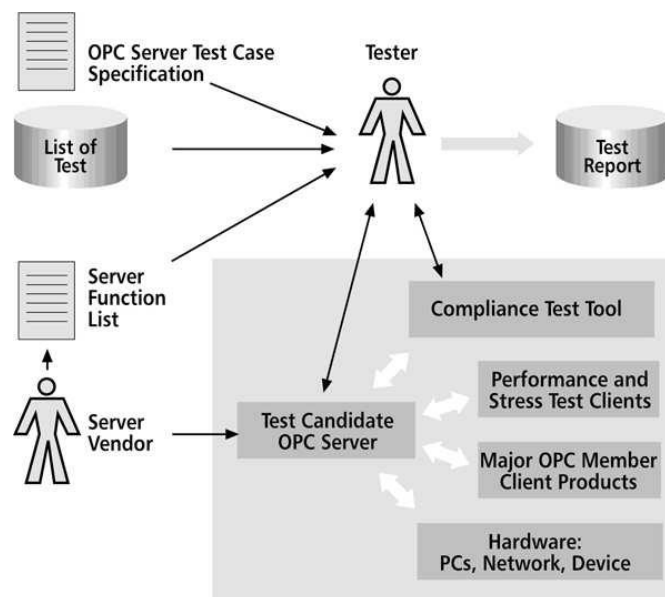 OPC Server Test Case
Specification
Tester
List of
Test
Test
Report
Server
Function
List
Compliance Test Tool
Performance and
Stress Test Clients
Server
Vendor
Test Candidate
OPC Server
Major OPC Member
Client Products
Hardware:
PCs, Network, Device